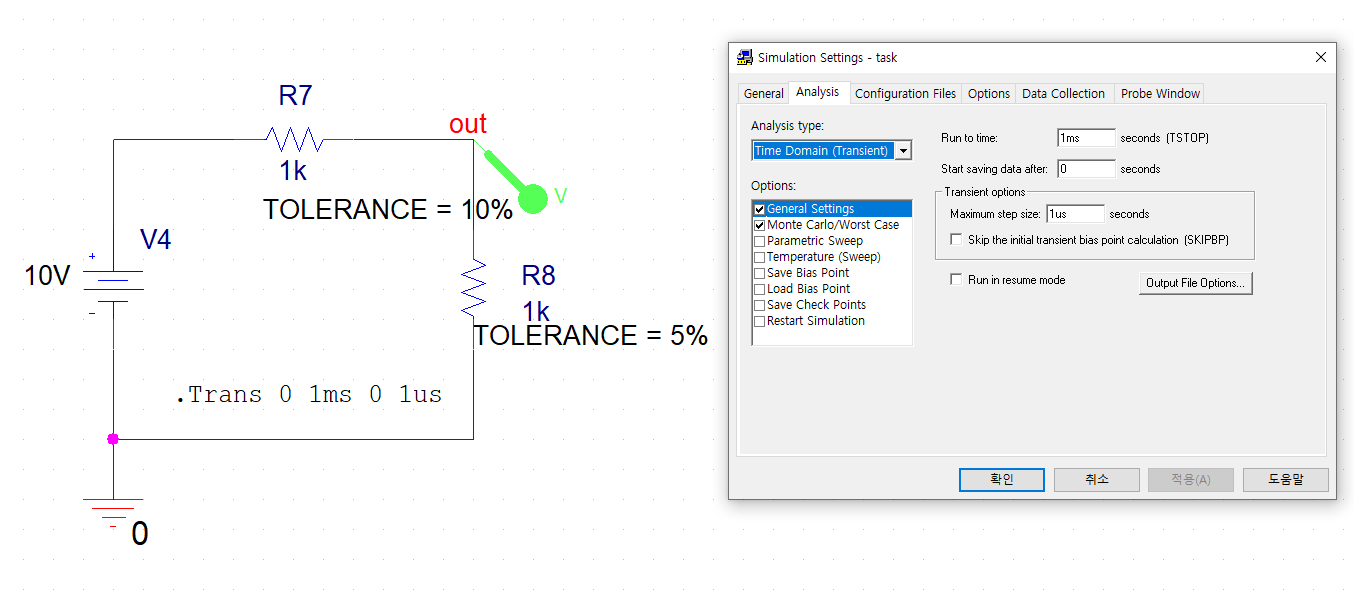 R7
out
1k
TOLERANCE = 10%
V
V4
+
10V
-
R8
1k
TOLERANCE = 5%
.Trans 0 1ms 0 1us
0
Simulation Settings - task
General Analysis Configuration Files Options Data Collection Probe Window
Analysis type:
Time Domain (Transient)
Options:
General Settings
Monte Carlo/Worst Case
Parametric Sweep
Temperature (Sweep)
Save Bias Point
Load Bias Point
Save Check Points
Restart Simulation
Run to time: 1ms seconds (TSTOP)
Start saving data after: 0 seconds
Transient options
Maximum step size: 1us seconds
Skip the initial transient bias point calculation (SKIPBP)
Run in resume mode
Output File Options...
확인 취소 적용(A) 도움말